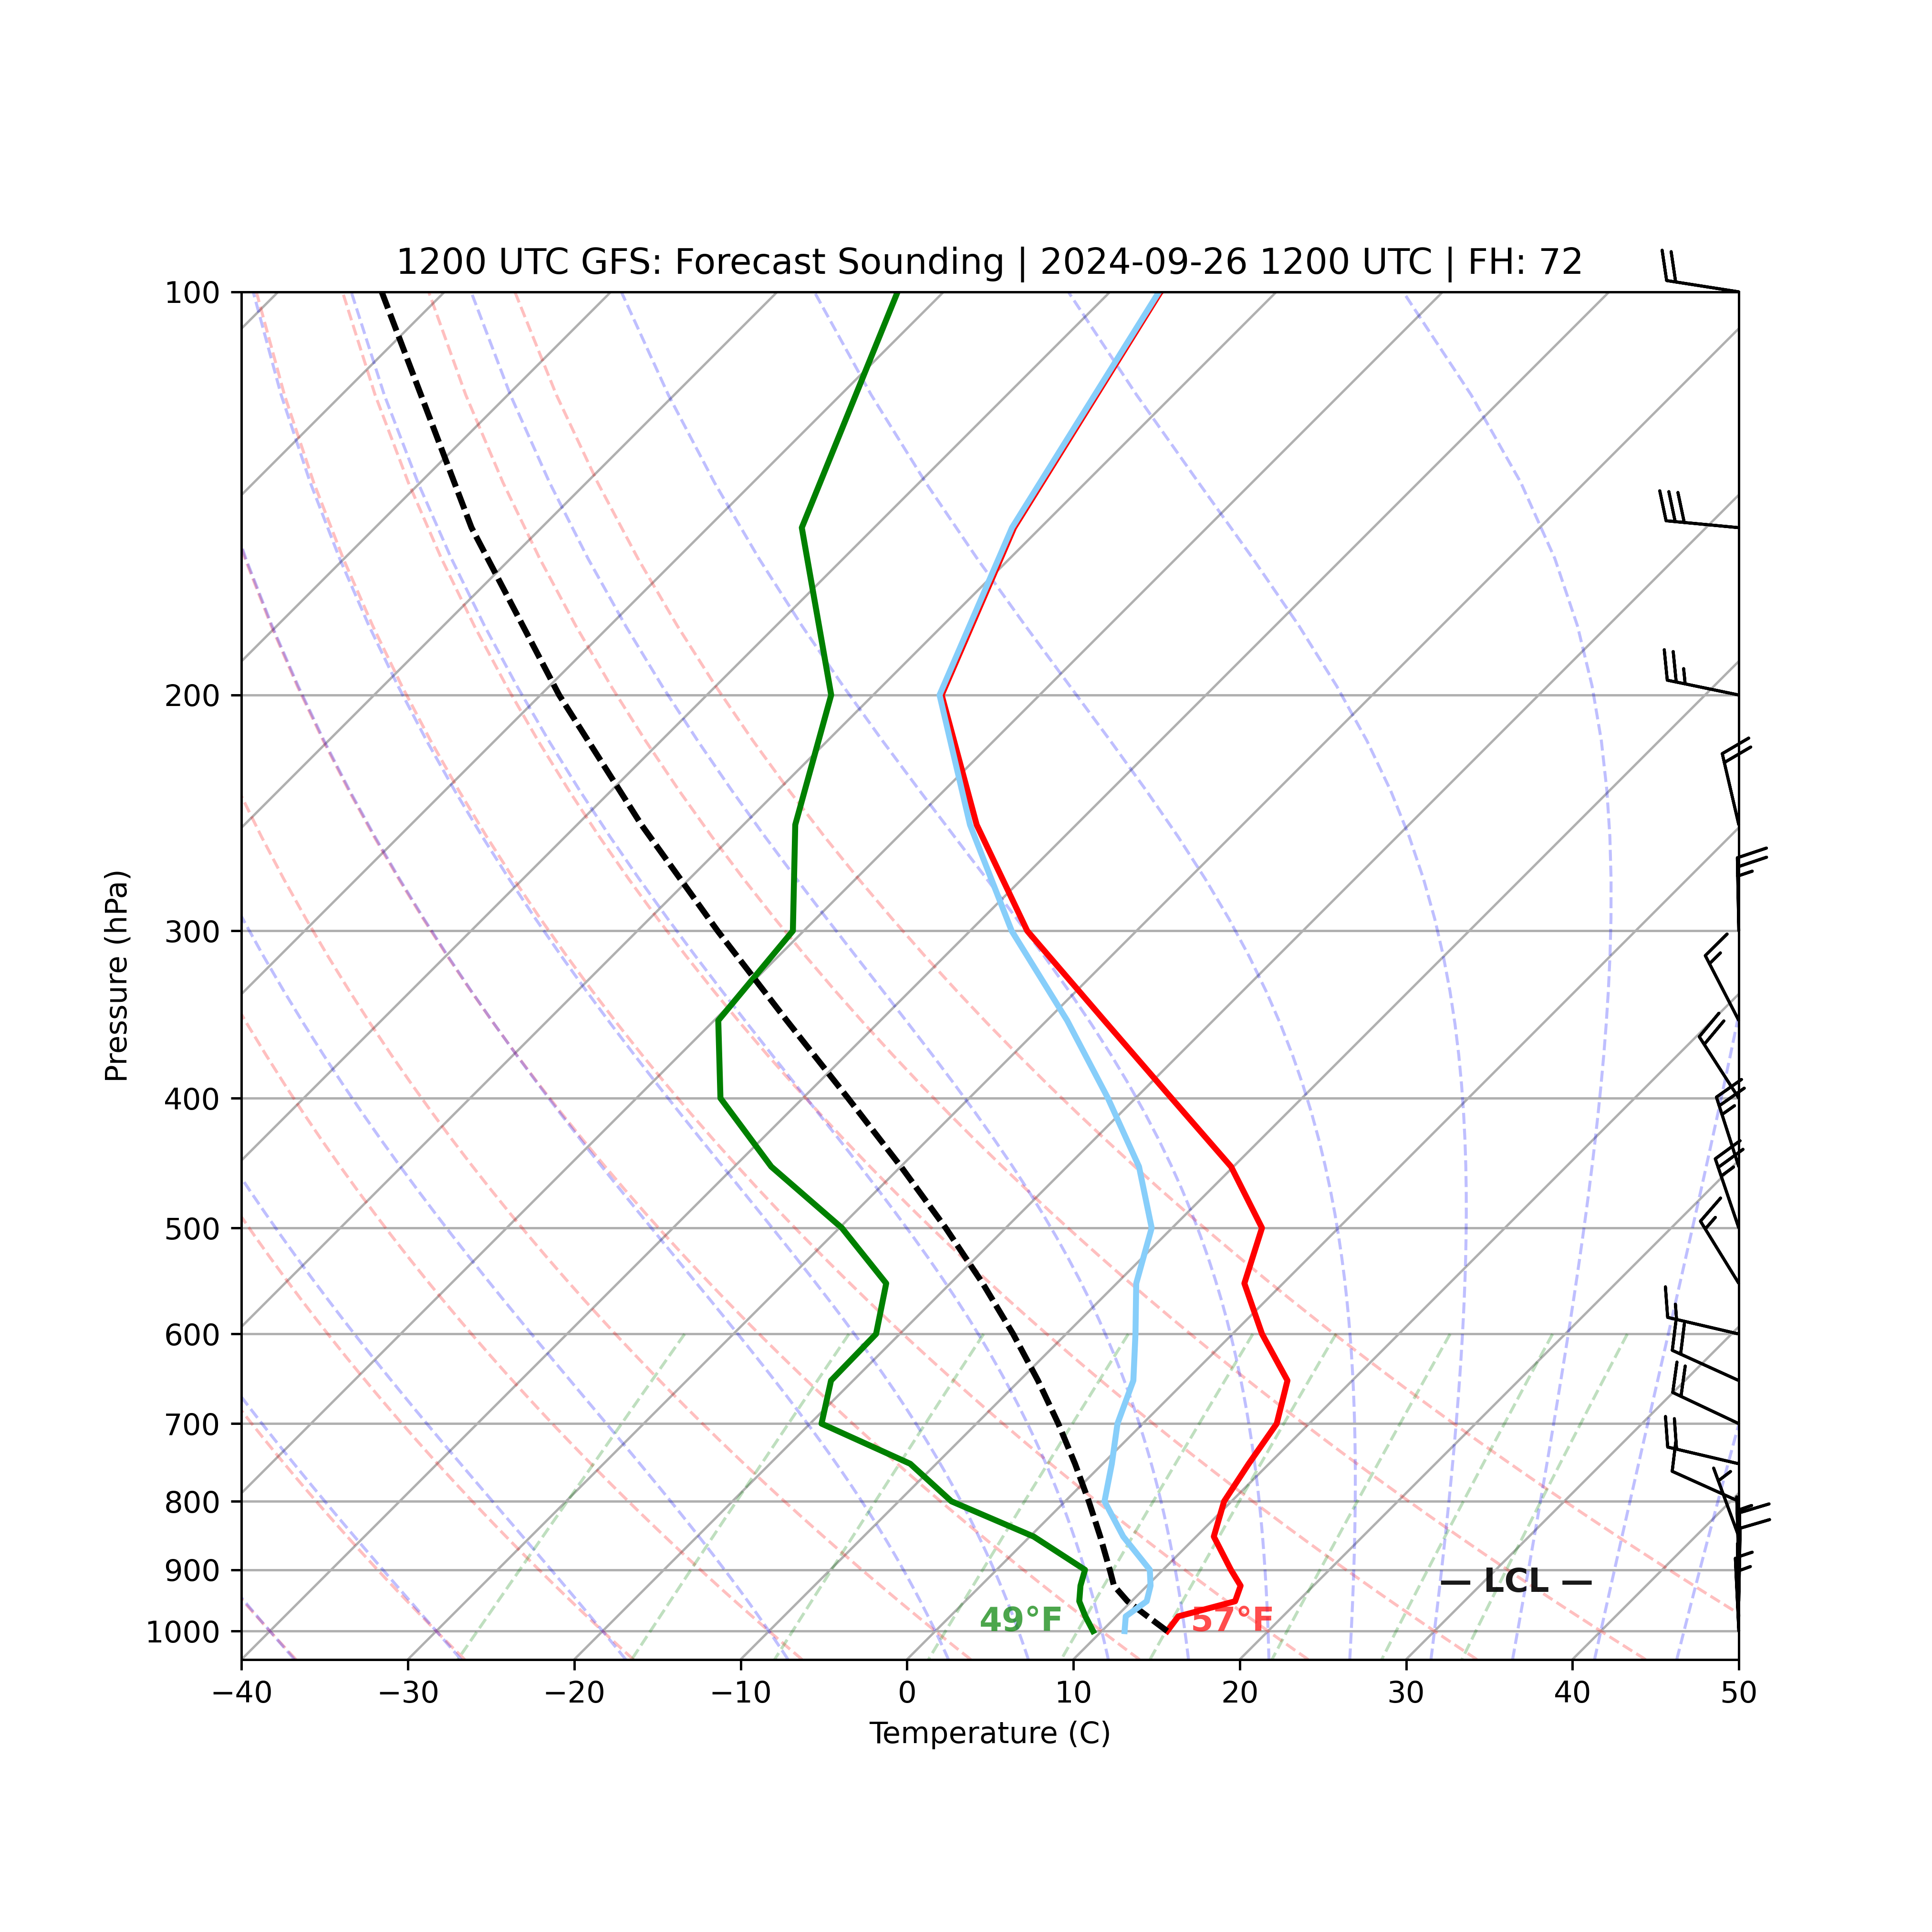 1200 UTC GFS: Forecast Sounding | 2024-09-26 1200 UTC | FH: 72
100
200
300
400
500
600
700
800
900
1000
Pressure (hPa)
— LCL —
49°F
57°F
−40 −30 −20 −10 0 10 20 30 40 50
Temperature (C)